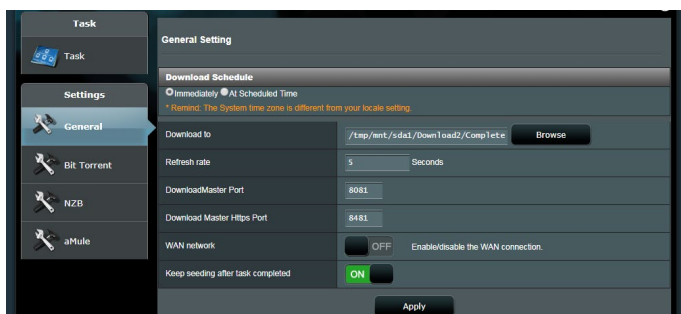 Task
Task
Settings
General
Bit Torrent
NZB
aMule
General Setting
Download Schedule
Immediately At Scheduled Time
* Remind: The System time zone is different from your locale setting.
Download to /tmp/mnt/sda1/Download2/Complete Browse
Refresh rate 5 Seconds
DownloadMaster Port 8081
Download Master Https Port 8481
WAN network OFF Enable/disable the WAN connection.
Keep seeding after task completed ON
Apply